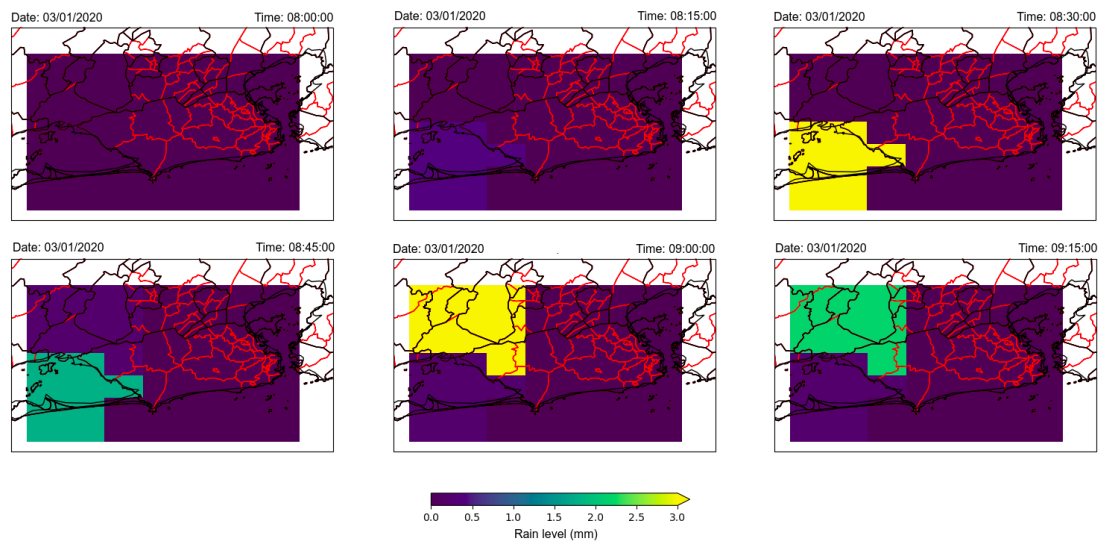 Date: 03/01/2020 Time: 08:00:00
Date: 03/01/2020 Time: 08:15:00
Date: 03/01/2020 Time: 08:30:00
Date: 03/01/2020 Time: 08:45:00
Date: 03/01/2020 Time: 09:00:00
Date: 03/01/2020 Time: 09:15:00
0.0 0.5 1.0 1.5 2.0 2.5 3.0
Rain level (mm)